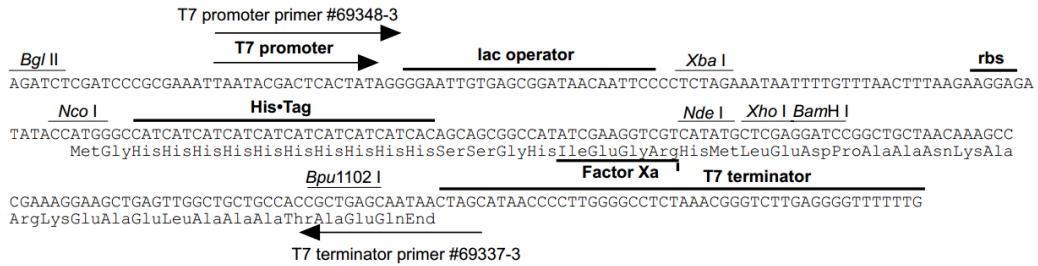 T7 promoter primer #69348-3
Bgl II T7 promoter lac operator Xba I rbs
AGATCTCGATCCCGCGAAATTAATACGACTCACTATAGGGGAATTGTGAGCGGATAACAATTCCCCTCTAGAAATAATTTTGTTTAACTTTAAGAAGGAGA
Nco I His•Tag Nde I Xho I BamH I
TATACCATGGGCCATCATCATCATCATCATCATCATCATCACAGCAGCGGCCATATCGAAGGTCGTCATATGCTCGAGGATCCGGCTGCTAACAAAGCC
MetGlyHisHisHisHisHisHisHisHisHisHisSerSerGlyHisIleGluGlyArgHisMetLeuGluAspProAlaAlaAsnLysAla
Bpu1102 I Factor Xa T7 terminator
CGAAAGGAAGCTGAGTTGGCTGCTGCCACCGCTGAGCAATAACTAGCATAACCCCTTGGGGCCTCTAAACGGGTCTTGAGGGGTTTTTTG
ArgLysGluAlaGluLeuAlaAlaAlaThrAlaGluGlnEnd
T7 terminator primer #69337-3